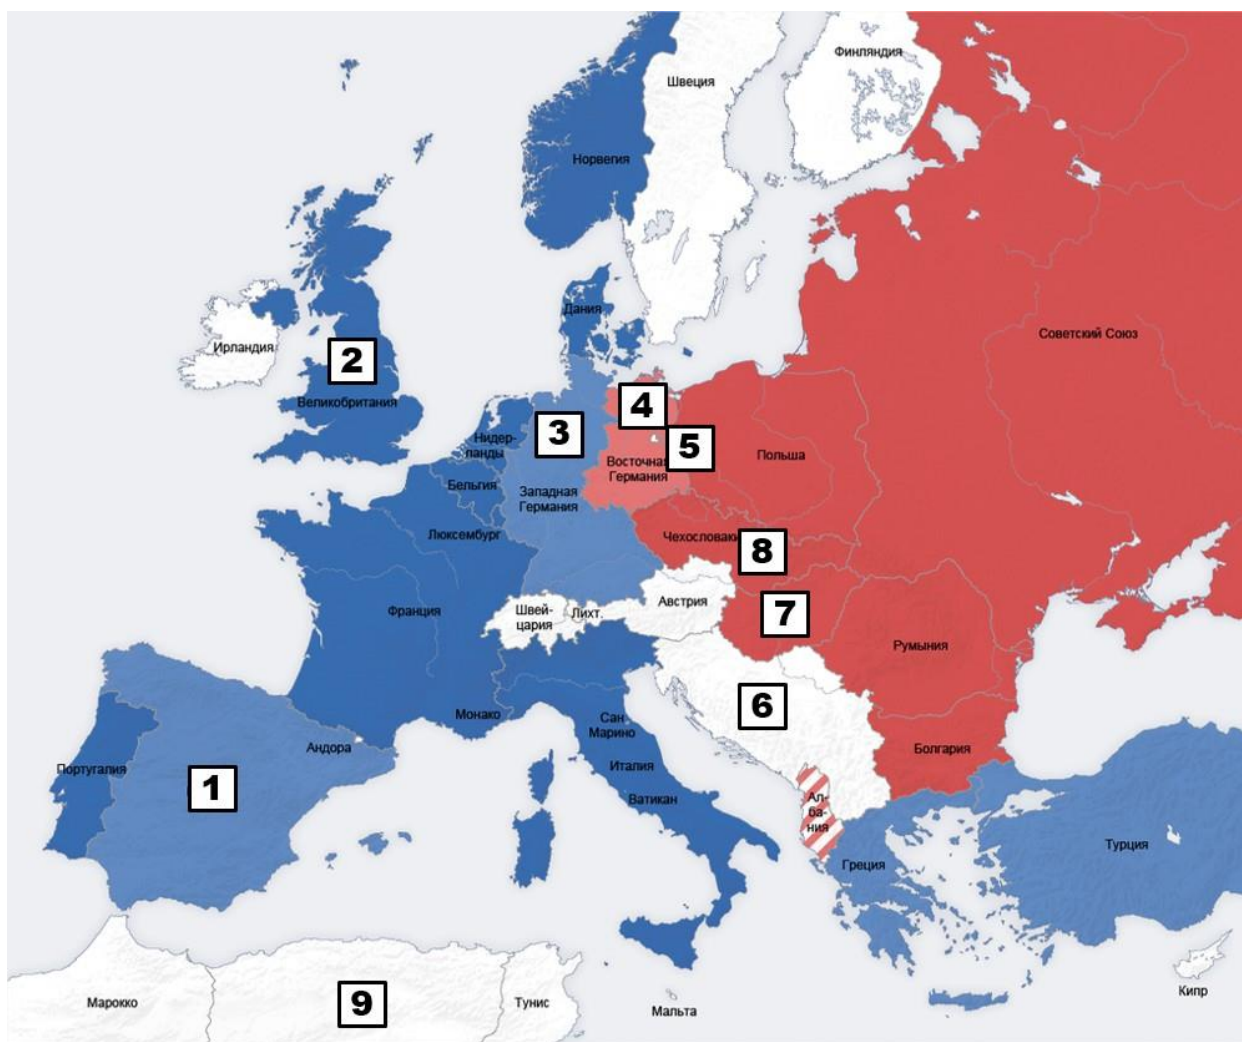 Финляндия
Швеция
Норвегия
Дания
Советский Союз
Ирландия
2
Великобритания
4
3
5
Нидер-
ланды
Польша
Восточна
Германия
Бельгия
Западная
Германия
Люксембург
Чехословаки
8
Франция
Швей-
цария
Лихт.
Австрия
7
Румыния
6
Монако
Сан
Марино
Андора
Болгария
Португалия
1
Италия
Ватикан
Ал-
ба-
ния
Греция
Турция
Марокко
9
Тунис
Мальта
Кипр